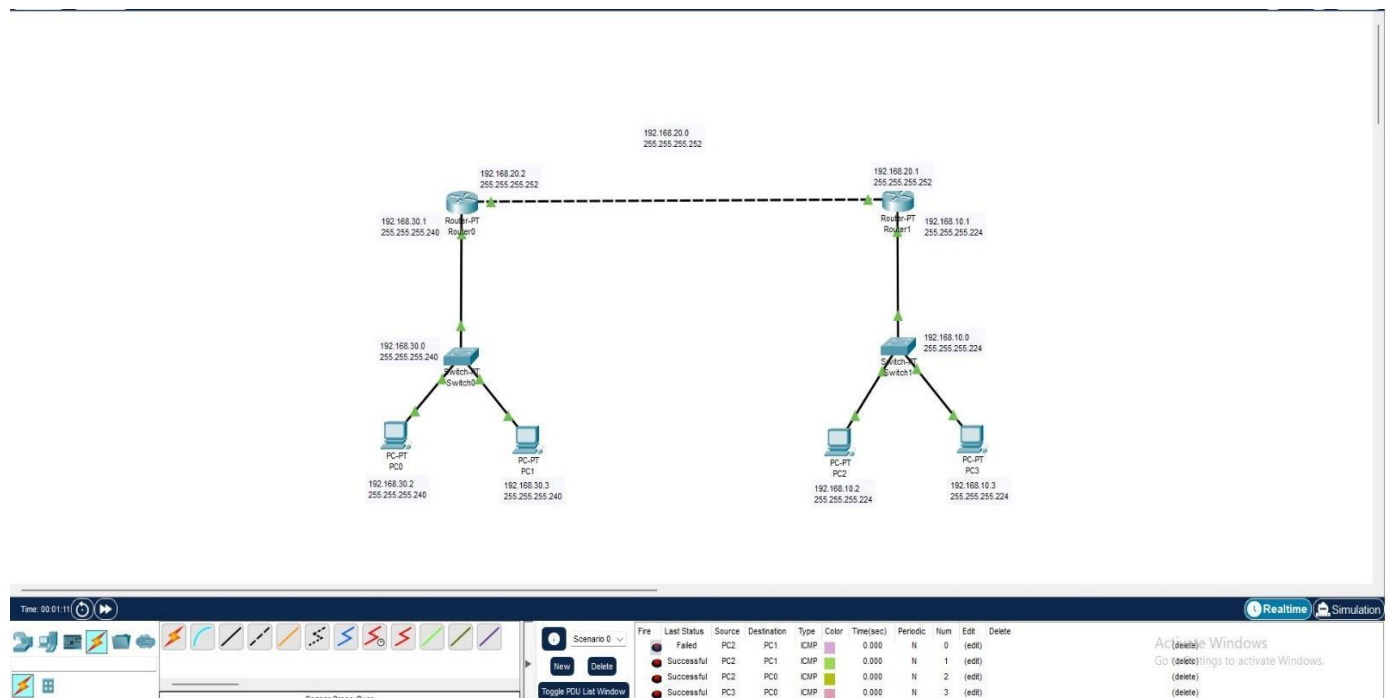 192.168.20.0
255.255.255.252
192.168.20.2
255.255.255.252
192.168.20.1
255.255.255.252
192.168.30.1
255.255.255.240
Router-PT
Router0
Router-PT
Router1
192.168.10.1
255.255.255.224
192.168.30.0
255.255.255.240
Switch-PT
Switch0
192.168.10.0
255.255.255.224
Switch-PT
Switch1
PC-PT
PC0
PC-PT
PC1
PC-PT
PC2
PC-PT
PC3
192.168.30.2
255.255.255.240
192.168.30.3
255.255.255.240
192.168.10.2
255.255.255.224
192.168.10.3
255.255.255.224
Time: 00:01:11
Realtime
Simulation
Scenario 0
New
Delete
Toggle PDU List Window
Fire Last Status Source Destination Type Color Time(sec) Periodic Num Edit Delete
Failed PC2 PC1 ICMP 0.000 N 0 (edit) (delete)
Successful PC2 PC1 ICMP 0.000 N 1 (edit) (delete)
Successful PC2 PC0 ICMP 0.000 N 2 (edit) (delete)
Successful PC3 PC0 ICMP 0.000 N 3 (edit) (delete)
Activate Windows
Go to Settings to activate Windows.